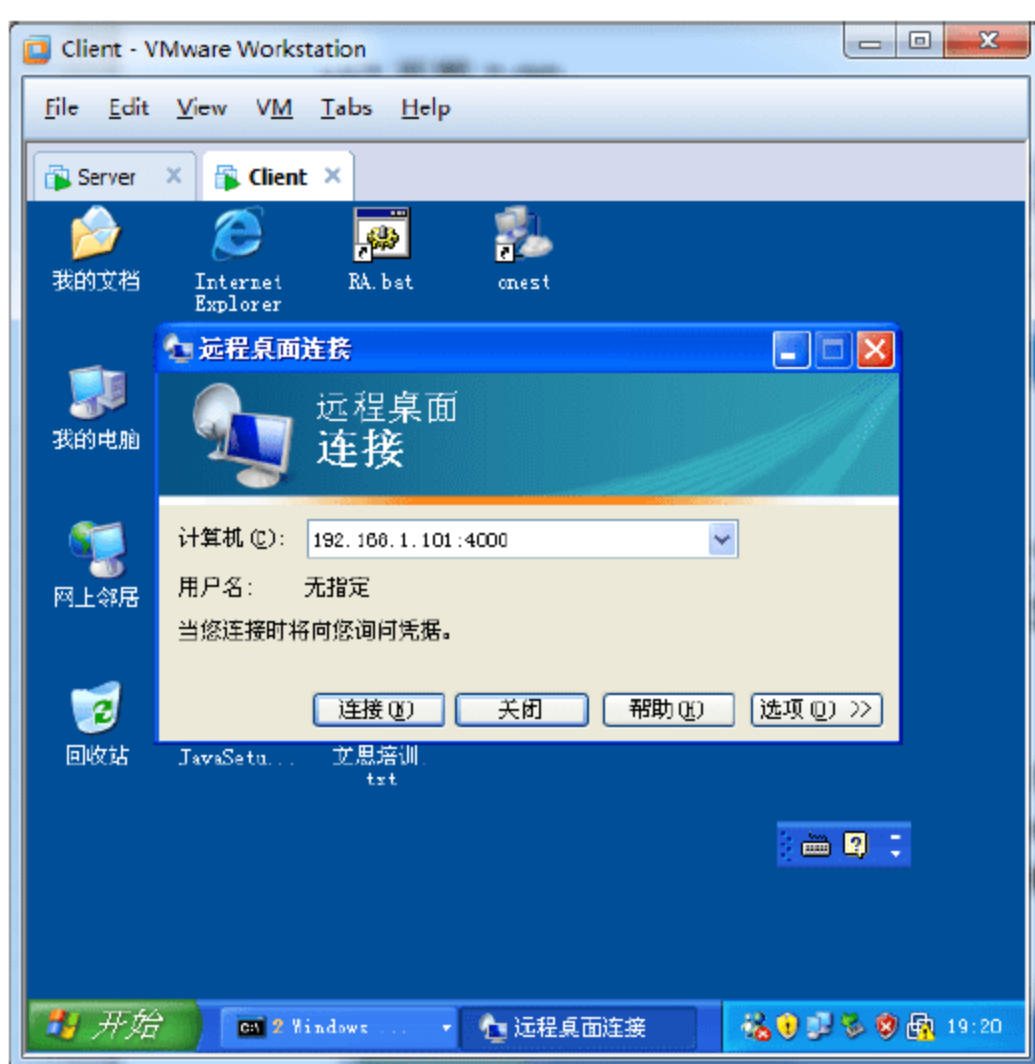 Client - VMware Workstation
File Edit View VM Tabs Help
Server Client
我的文档
Internet Explorer
RA.bat
onest
远程桌面连接
远程桌面
连接
我的电脑
计算机(C): 192.168.1.101:4000
用户名: 无指定
当您连接时将向您询问凭据。
网上邻居
连接(N) 关闭 帮助(H) 选项(O) >>
回收站
JavaSetu...
文思培训.
txt
开始 2 Windows ... 远程桌面连接 19:20